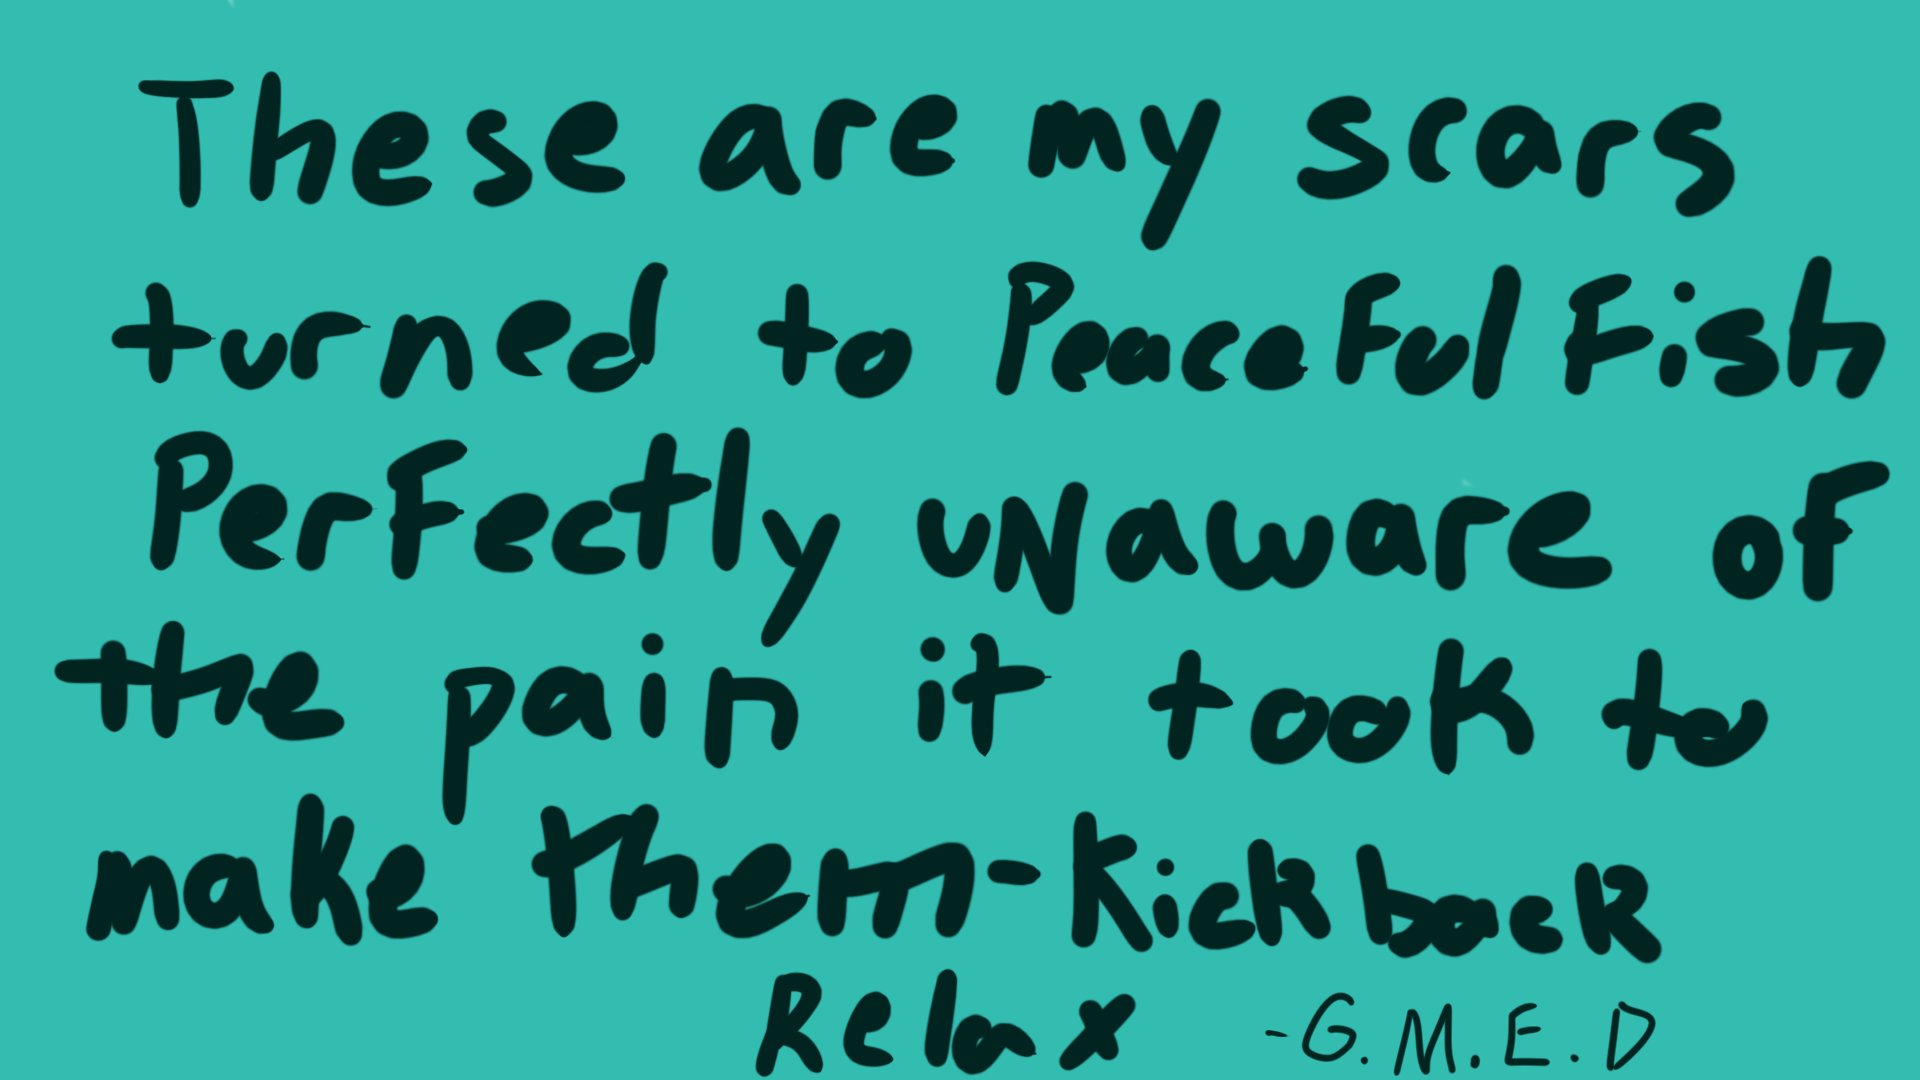 These are my scars
turned to Peaceful Fish
Perfectly unaware of
the pain it took to
make them-Kick back
Relax -G.M.E.D